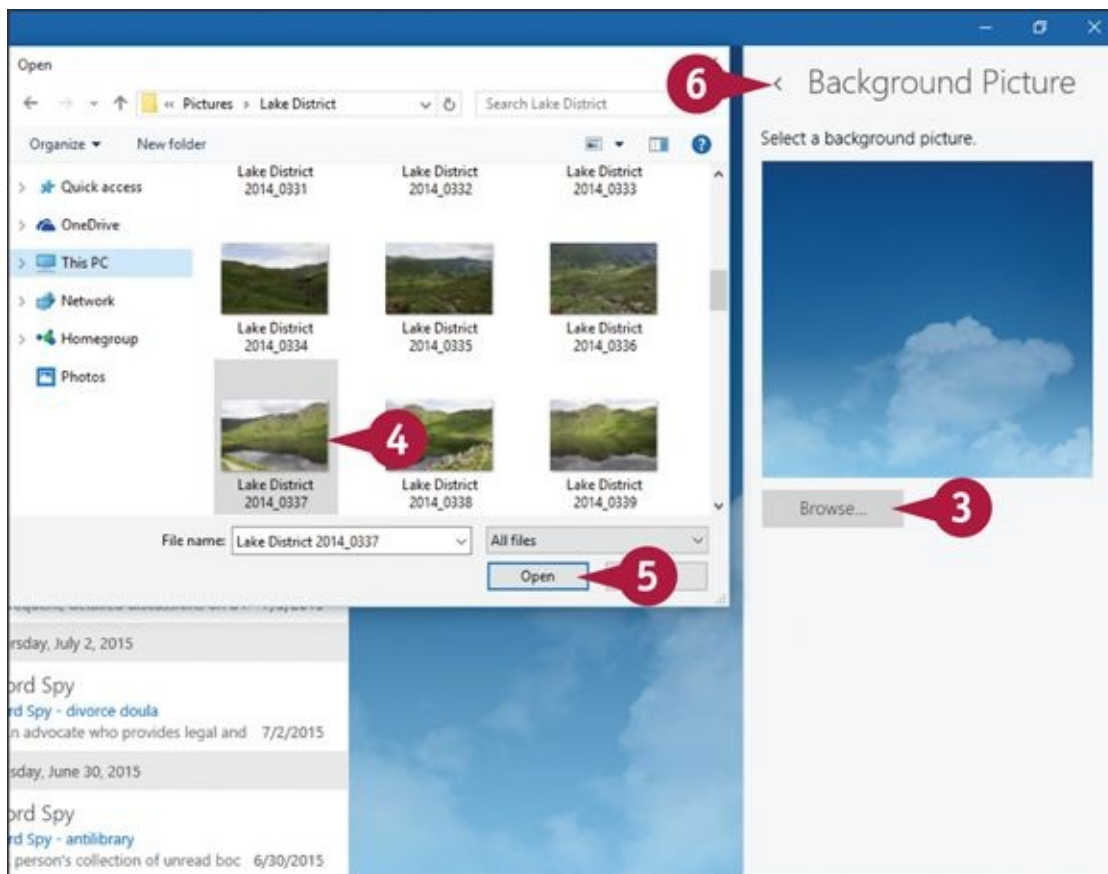 Open
Pictures > Lake District
Search Lake District
Organize
New folder
Quick access
OneDrive
This PC
Network
Homegroup
Photos
Lake District
2014_0331
Lake District
2014_0332
Lake District
2014_0333
Lake District
2014_0334
Lake District
2014_0335
Lake District
2014_0336
Lake District
2014_0337
Lake District
2014_0338
Lake District
2014_0339
File name: Lake District 2014_0337
All files
Open
6
Background Picture
Select a background picture.
Browse...
3
4
5
7/2/2015
rsday, July 2, 2015
ord Spy
rd Spy - divorce doula
n advocate who provides legal and 7/2/2015
sday, June 30, 2015
ord Spy
rd Spy - antilibrary
person's collection of unread boc 6/30/2015